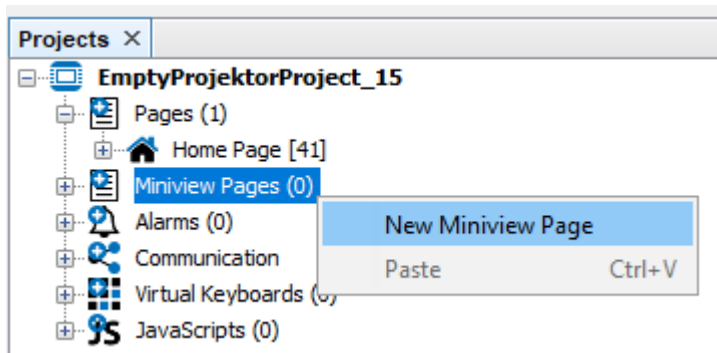 Projects ×
EmptyProjektorProject_15
Pages (1)
Home Page [41]
Miniview Pages (0)
New Miniview Page
Alarms (0)
Communication
Paste Ctrl+V
Virtual Keyboards (0)
JavaScripts (0)